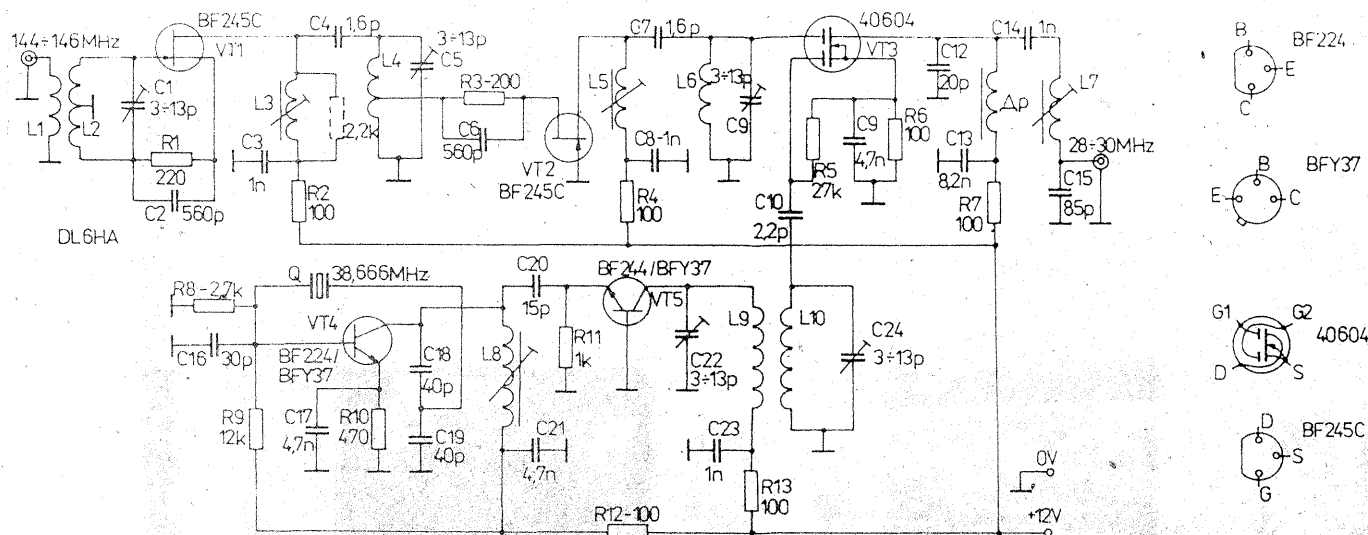 144÷146MHz
BF245C
VT1
C1
3÷13p
L1
L2
R1
220
C2
560p
DL6HA
C4
1,6p
L3
2,2k
C3
1n
R2
100
L4
3÷13p
C5
R3-200
C6
560p
VT2
BF245C
C7
1,6p
L5
C8-1n
R4
100
L6
3÷13p
C9
40604
VT3
R5
27k
C9
4,7n
R6
100
C10
2,2p
C12
20p
C14
1n
Др
L7
C13
8,2n
R7
100
28÷30MHz
C15
85p
R8-2,7k
Q
38,666MHz
C16
30p
VT4
BF224/
BFY37
R9
12k
C17
4,7n
R10
470
C18
40p
C19
40p
L8
C20
15p
C21
4,7n
R11
1k
BF244/BFY37
VT5
C22
3÷13p
L9
L10
C24
3÷13p
C23
1n
R13
100
R12-100
0V
+12V
B
BF224
E
C
B
BFY37
E
C
G1
G2
40604
D
S
D
BF245C
S
G